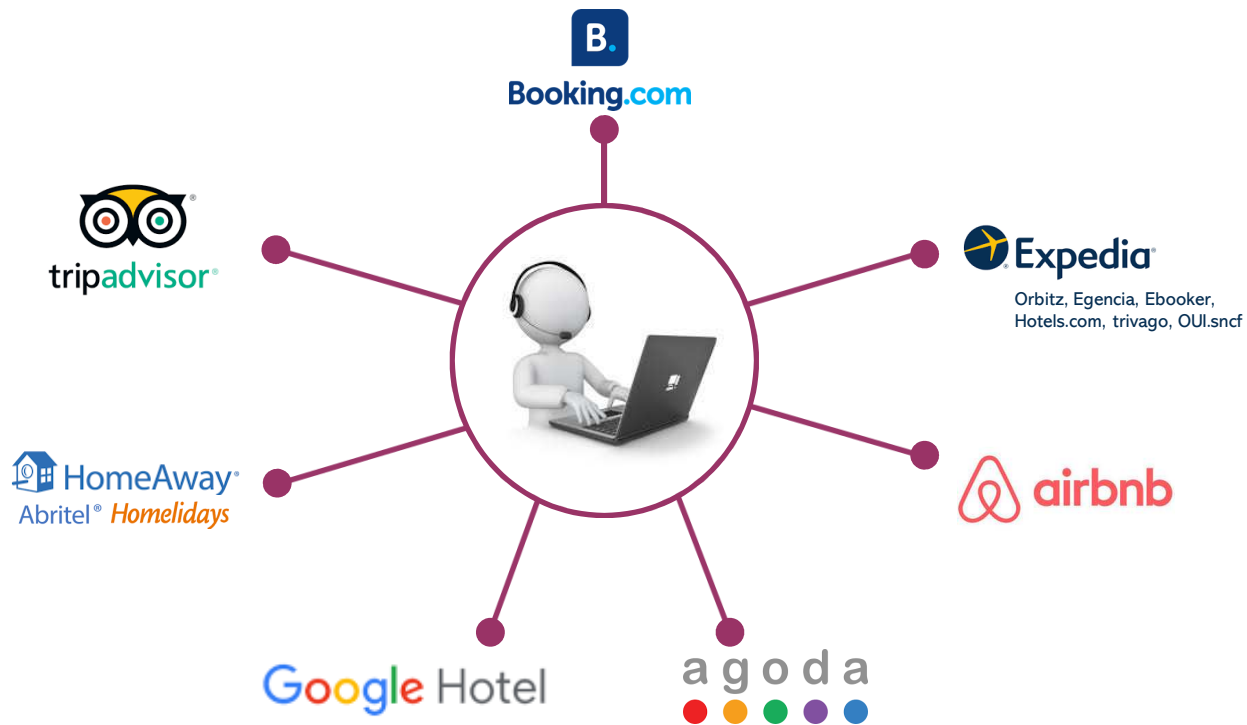 B.
Booking.com
tripadvisor®
Expedia®
Orbitz, Egencia, Ebooker,
Hotels.com, trivago, OUI.sncf
HomeAway®
Abritel® Homelidays
airbnb
Google Hotel
agoda